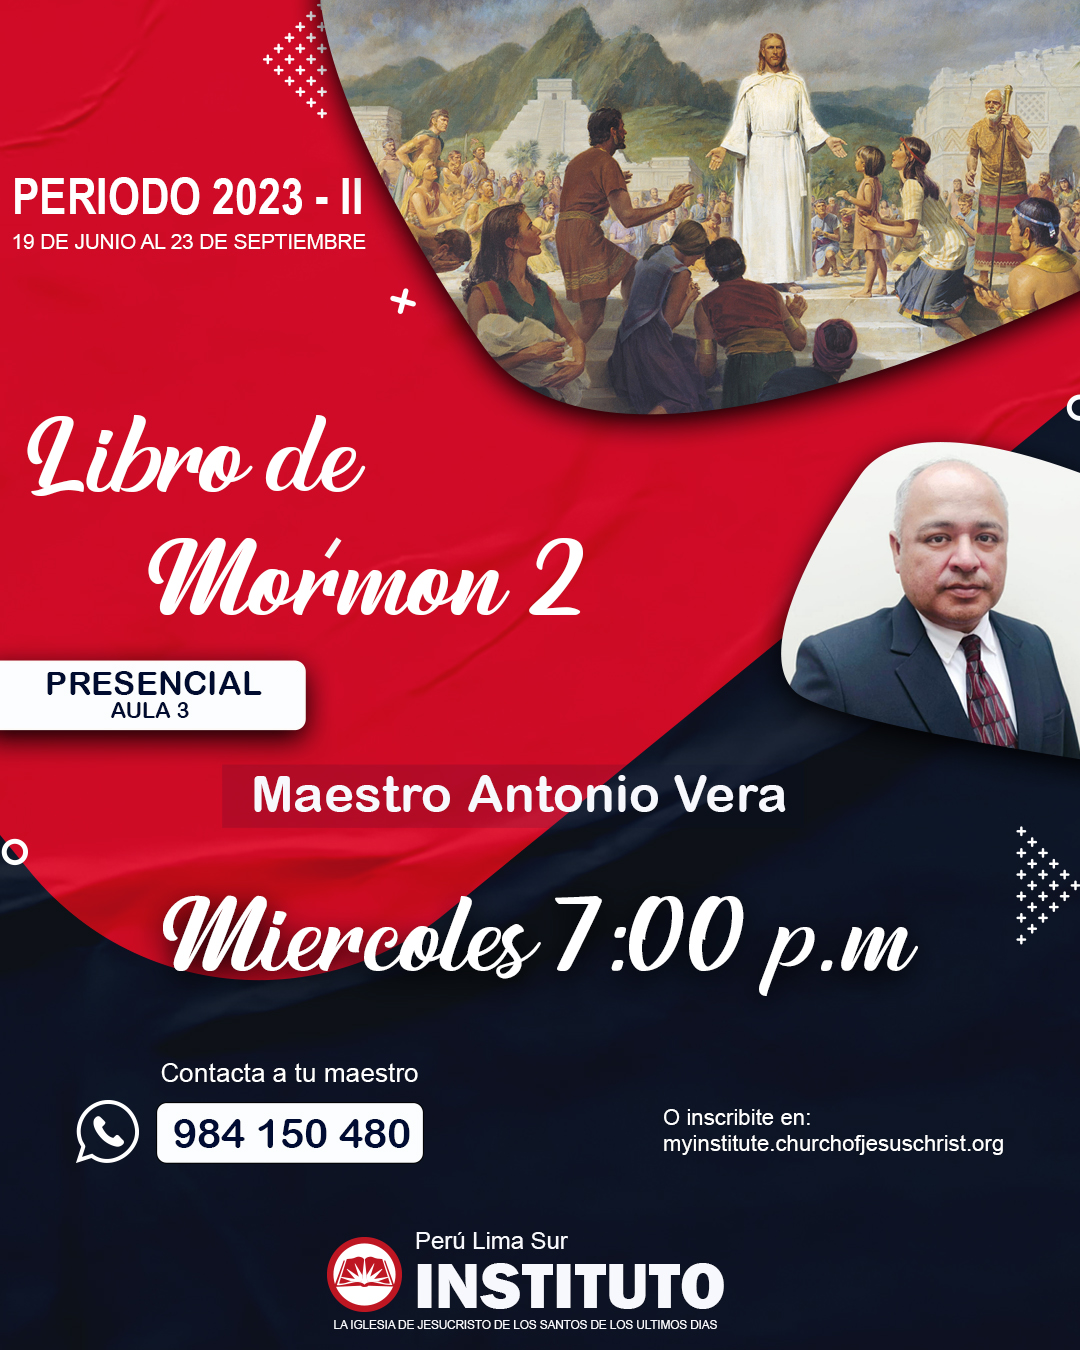 PERIODO 2023 - II
19 DE JUNIO AL 23 DE SEPTIEMBRE
Libro de
Moŕmon 2
PRESENCIAL
AULA 3
Maestro Antonio Vera
Miercoles 7:00 p.m
Contacta a tu maestro
984 150 480
O inscribite en:
myinstitute.churchofjesuschrist.org
Perú Lima Sur
INSTITUTO
LA IGLESIA DE JESUCRISTO DE LOS SANTOS DE LOS ULTIMOS DIAS